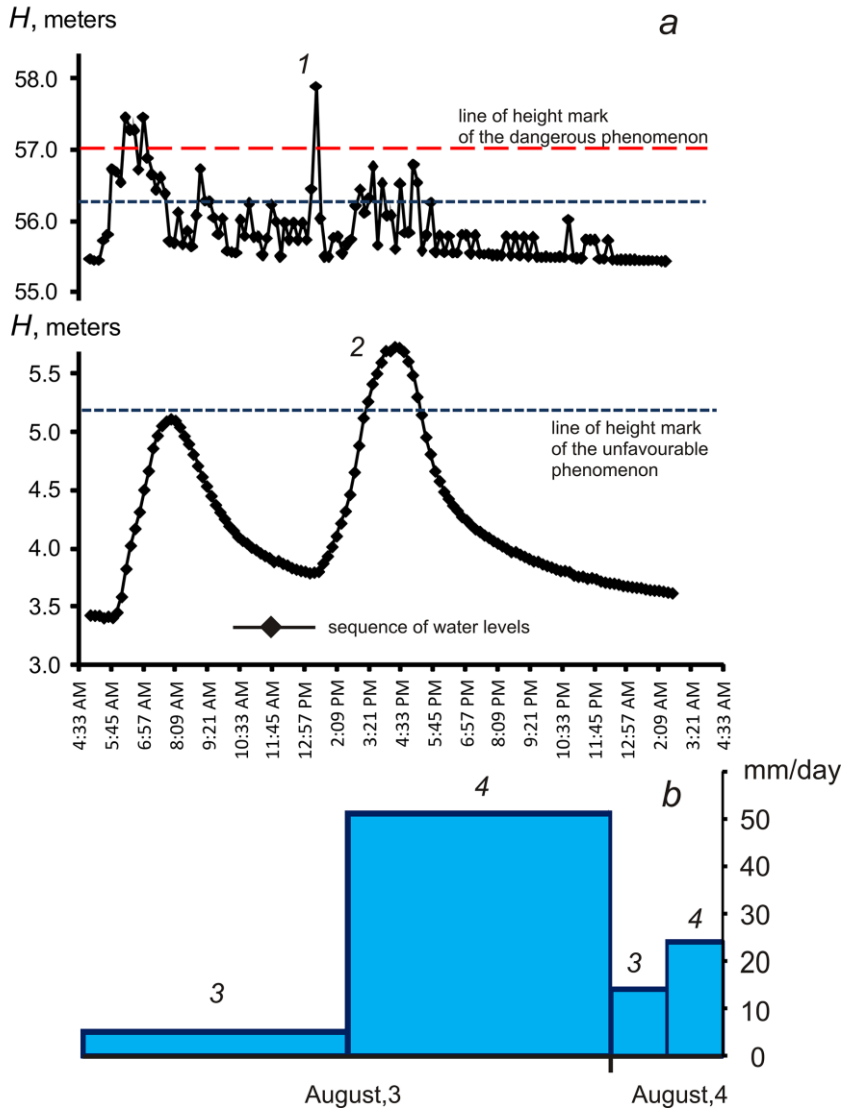 H, meters
a
1
58.0
line of height mark
of the dangerous phenomenon
57.0
56.0
55.0
H, meters
2
5.5
5.0
line of height mark
of the unfavourable
phenomenon
4.5
4.0
3.5
sequence of water levels
3.0
4:33 AM
5:45 AM
6:57 AM
8:09 AM
9:21 AM
10:33 AM
11:45 AM
12:57 PM
2:09 PM
3:21 PM
4:33 PM
5:45 PM
6:57 PM
8:09 PM
9:21 PM
10:33 PM
11:45 PM
12:57 AM
2:09 AM
3:21 AM
4:33 AM
mm/day
4
b
50
40
30
4
20
3
3
10
0
August,3
August,4